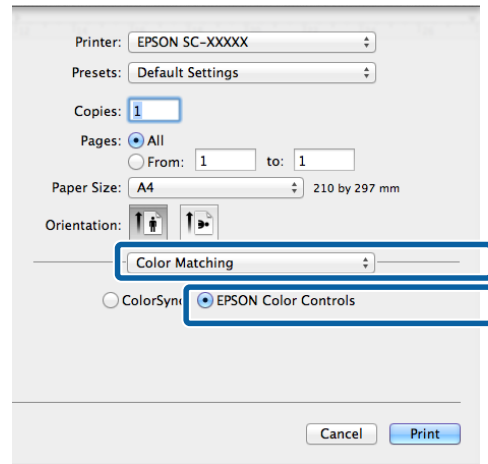 Printer: EPSON SC-XXXXX
Presets: Default Settings
Copies: 1
Pages: All
From: 1 to: 1
Paper Size: A4 210 by 297 mm
Orientation:
Color Matching
ColorSync EPSON Color Controls
Cancel Print